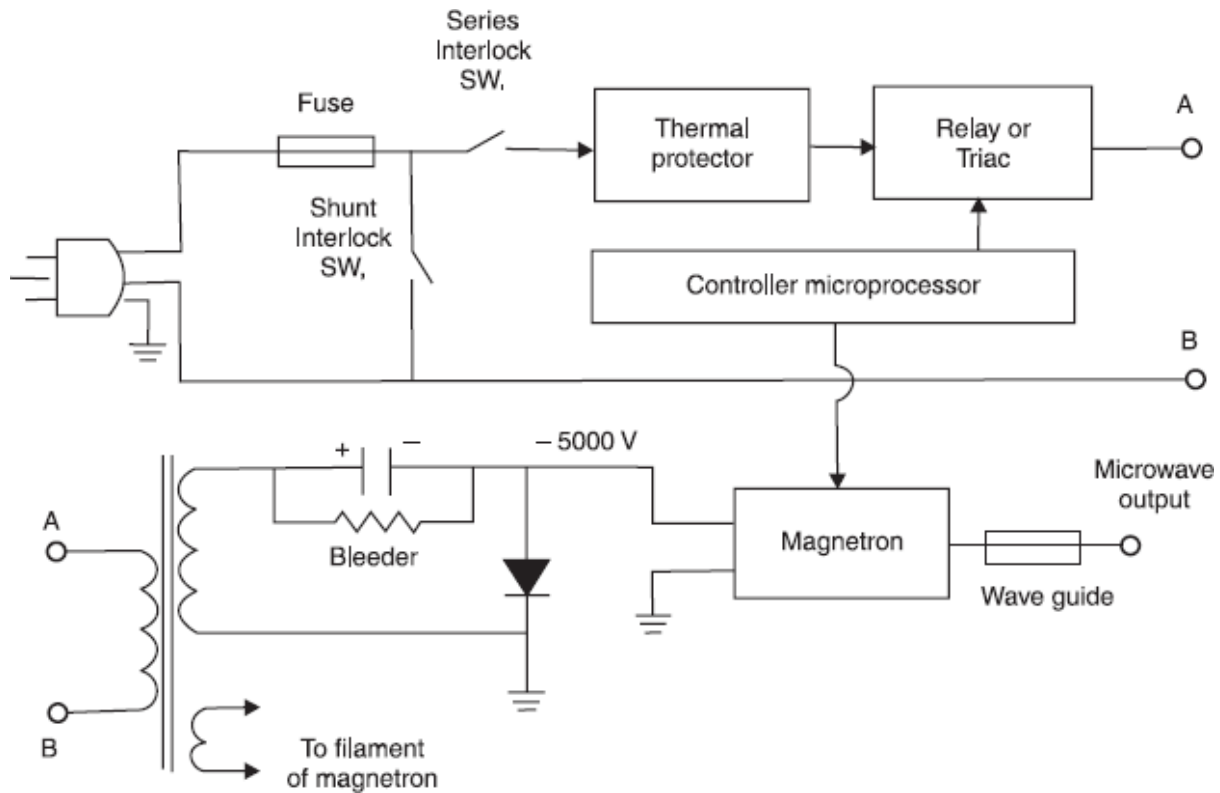 Series
Interlock
SW,
Fuse
Thermal
protector
Relay or
Triac
A
Shunt
Interlock
SW,
Controller microprocessor
B
+
–
– 5000 V
Microwave
output
A
Bleeder
Magnetron
Wave guide
B
To filament
of magnetron